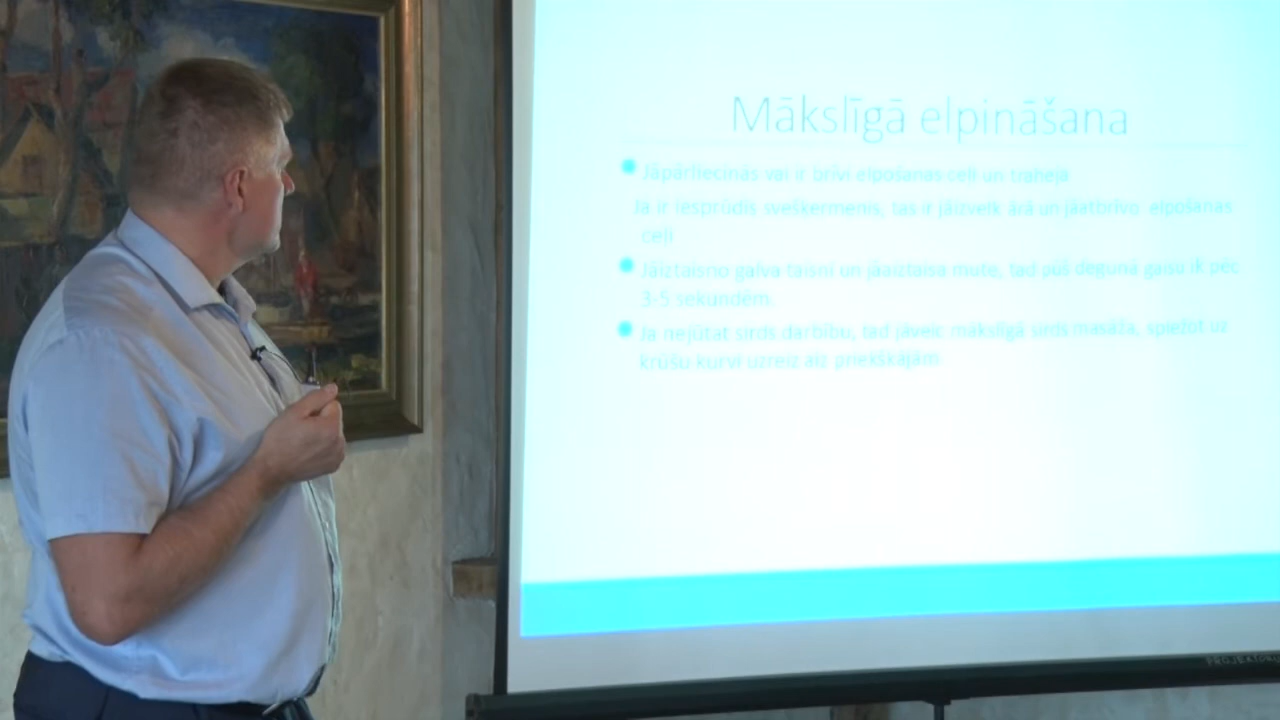 Mākslīgā elpināšana
Jāpārliecinās vai ir brīvi elpošanas ceļi un traheja
Ja ir iesprūdis svešķermenis, tas ir jāizvelk ārā un jāatbrīvo elpošanas
ceļi
Jāiztaisno galva taisni un jāaiztaisa mute, tad pūš degunā gaisu ik pēc
3-5 sekundēm.
Ja nejūtat sirds darbību, tad jāveic mākslīgā sirds masāža, spiežot uz
krūšu kurvi uzreiz aiz priekškājām